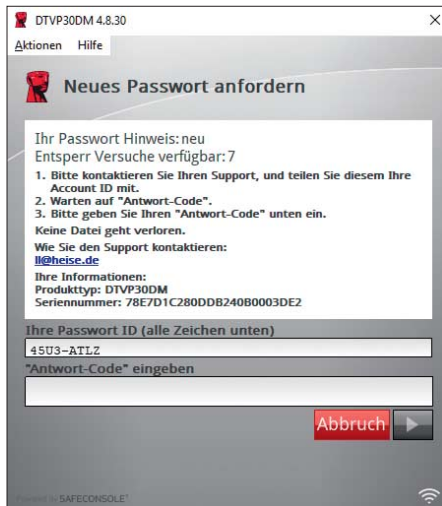 DTVP30DM 4.8.30
Aktionen Hilfe
Neues Passwort anfordern
Ihr Passwort Hinweis: neu
Entsperr Versuche verfügbar: 7
1. Bitte kontaktieren Sie Ihren Support, und teilen Sie diesem Ihre
Account ID mit.
2. Warten auf "Antwort-Code".
3. Bitte geben Sie Ihren "Antwort-Code" unten ein.
Keine Datei geht verloren.
Wie Sie den Support kontaktieren:
ll@heise.de
Ihre Informationen:
Produkttyp: DTVP30DM
Seriennummer: 78E7D1C280DDB240B0003DE2
Ihre Passwort ID (alle Zeichen unten)
45U3-ATLZ
"Antwort-Code" eingeben
Abbruch
Powered by SAFECONSOLE